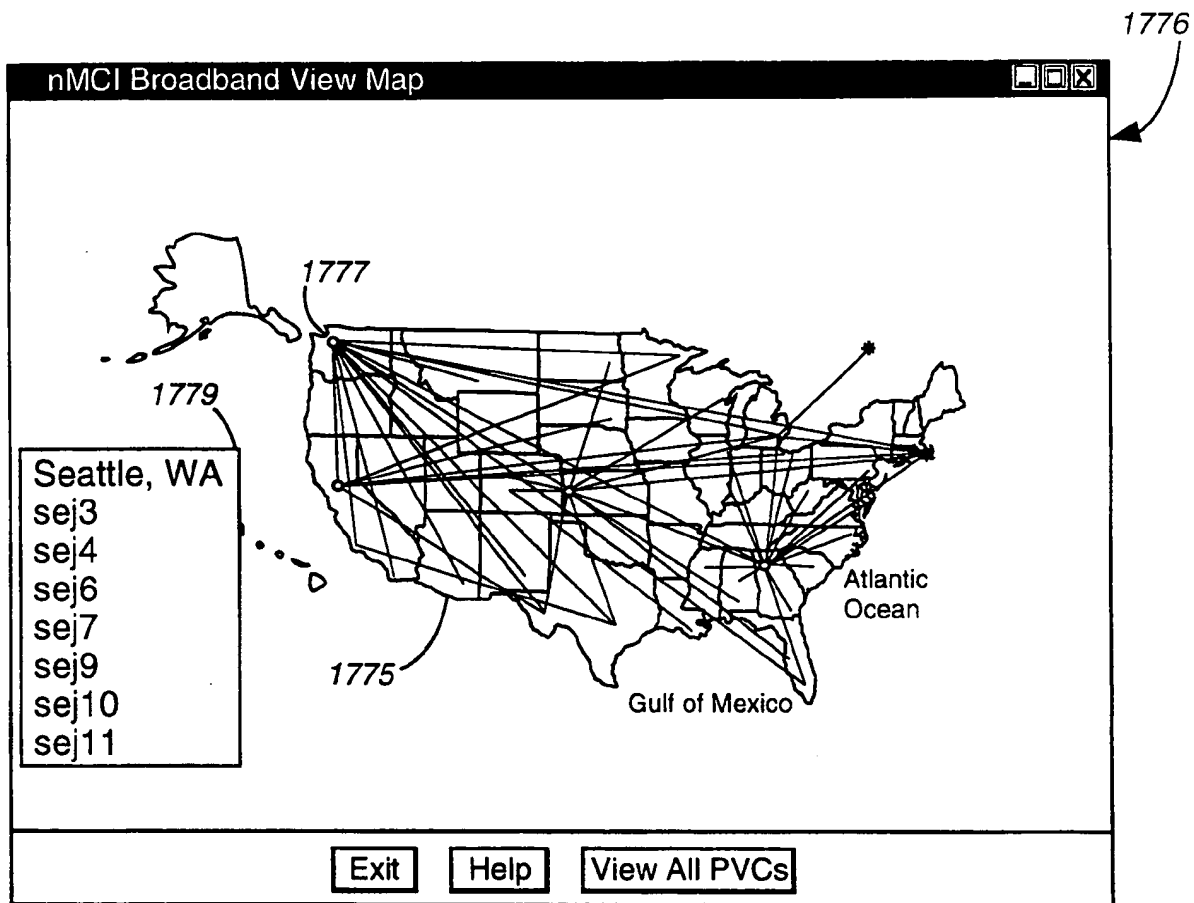 1776
nMCI Broadband View Map
1777
1779
Seattle, WA
sej3
sej4
sej6
sej7
sej9
sej10
sej11
1775
Atlantic
Ocean
Gulf of Mexico
Exit
Help
View All PVCs